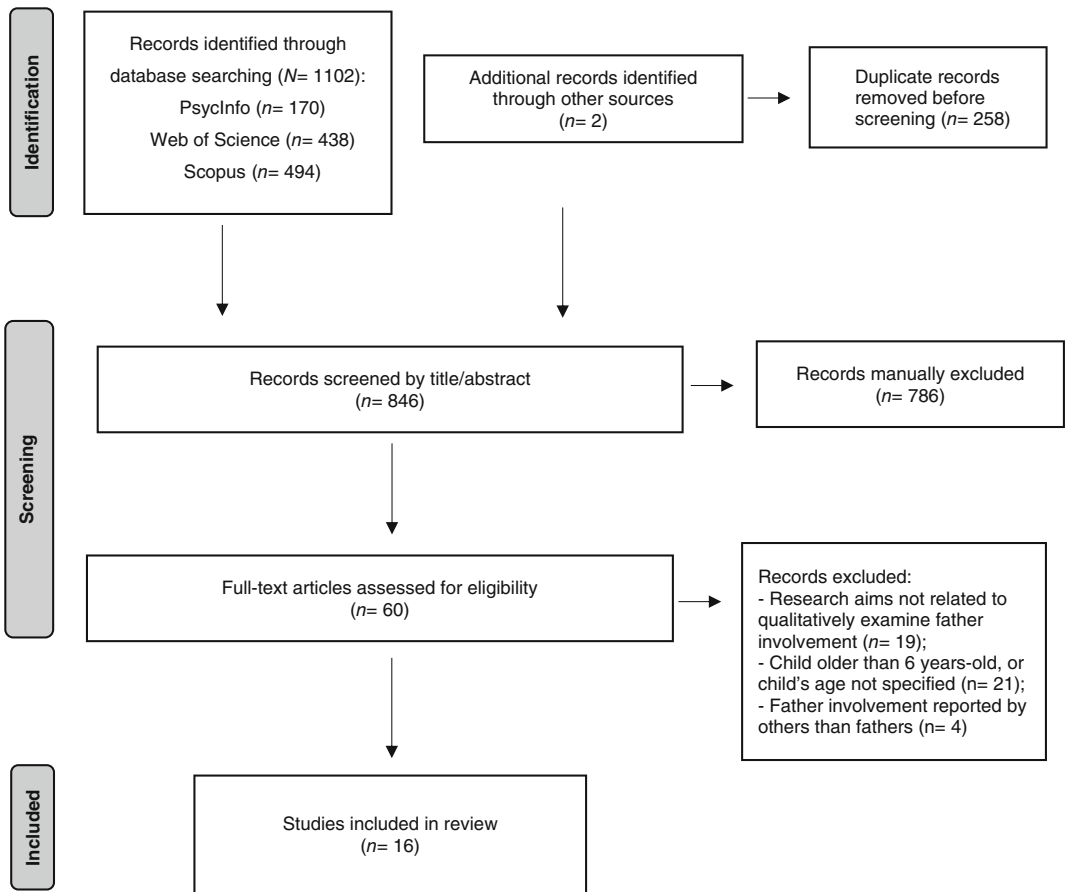 Identification
Records identified through
database searching (N= 1102):
PsycInfo (n= 170)
Web of Science (n= 438)
Scopus (n= 494)
Additional records identified
through other sources
(n= 2)
Duplicate records
removed before
screening (n= 258)
Screening
Records screened by title/abstract
(n= 846)
Records manually excluded
(n= 786)
Full-text articles assessed for eligibility
(n= 60)
Records excluded:
- Research aims not related to
qualitatively examine father
involvement (n= 19);
- Child older than 6 years-old, or
child's age not specified (n= 21);
- Father involvement reported by
others than fathers (n= 4)
Included
Studies included in review
(n= 16)